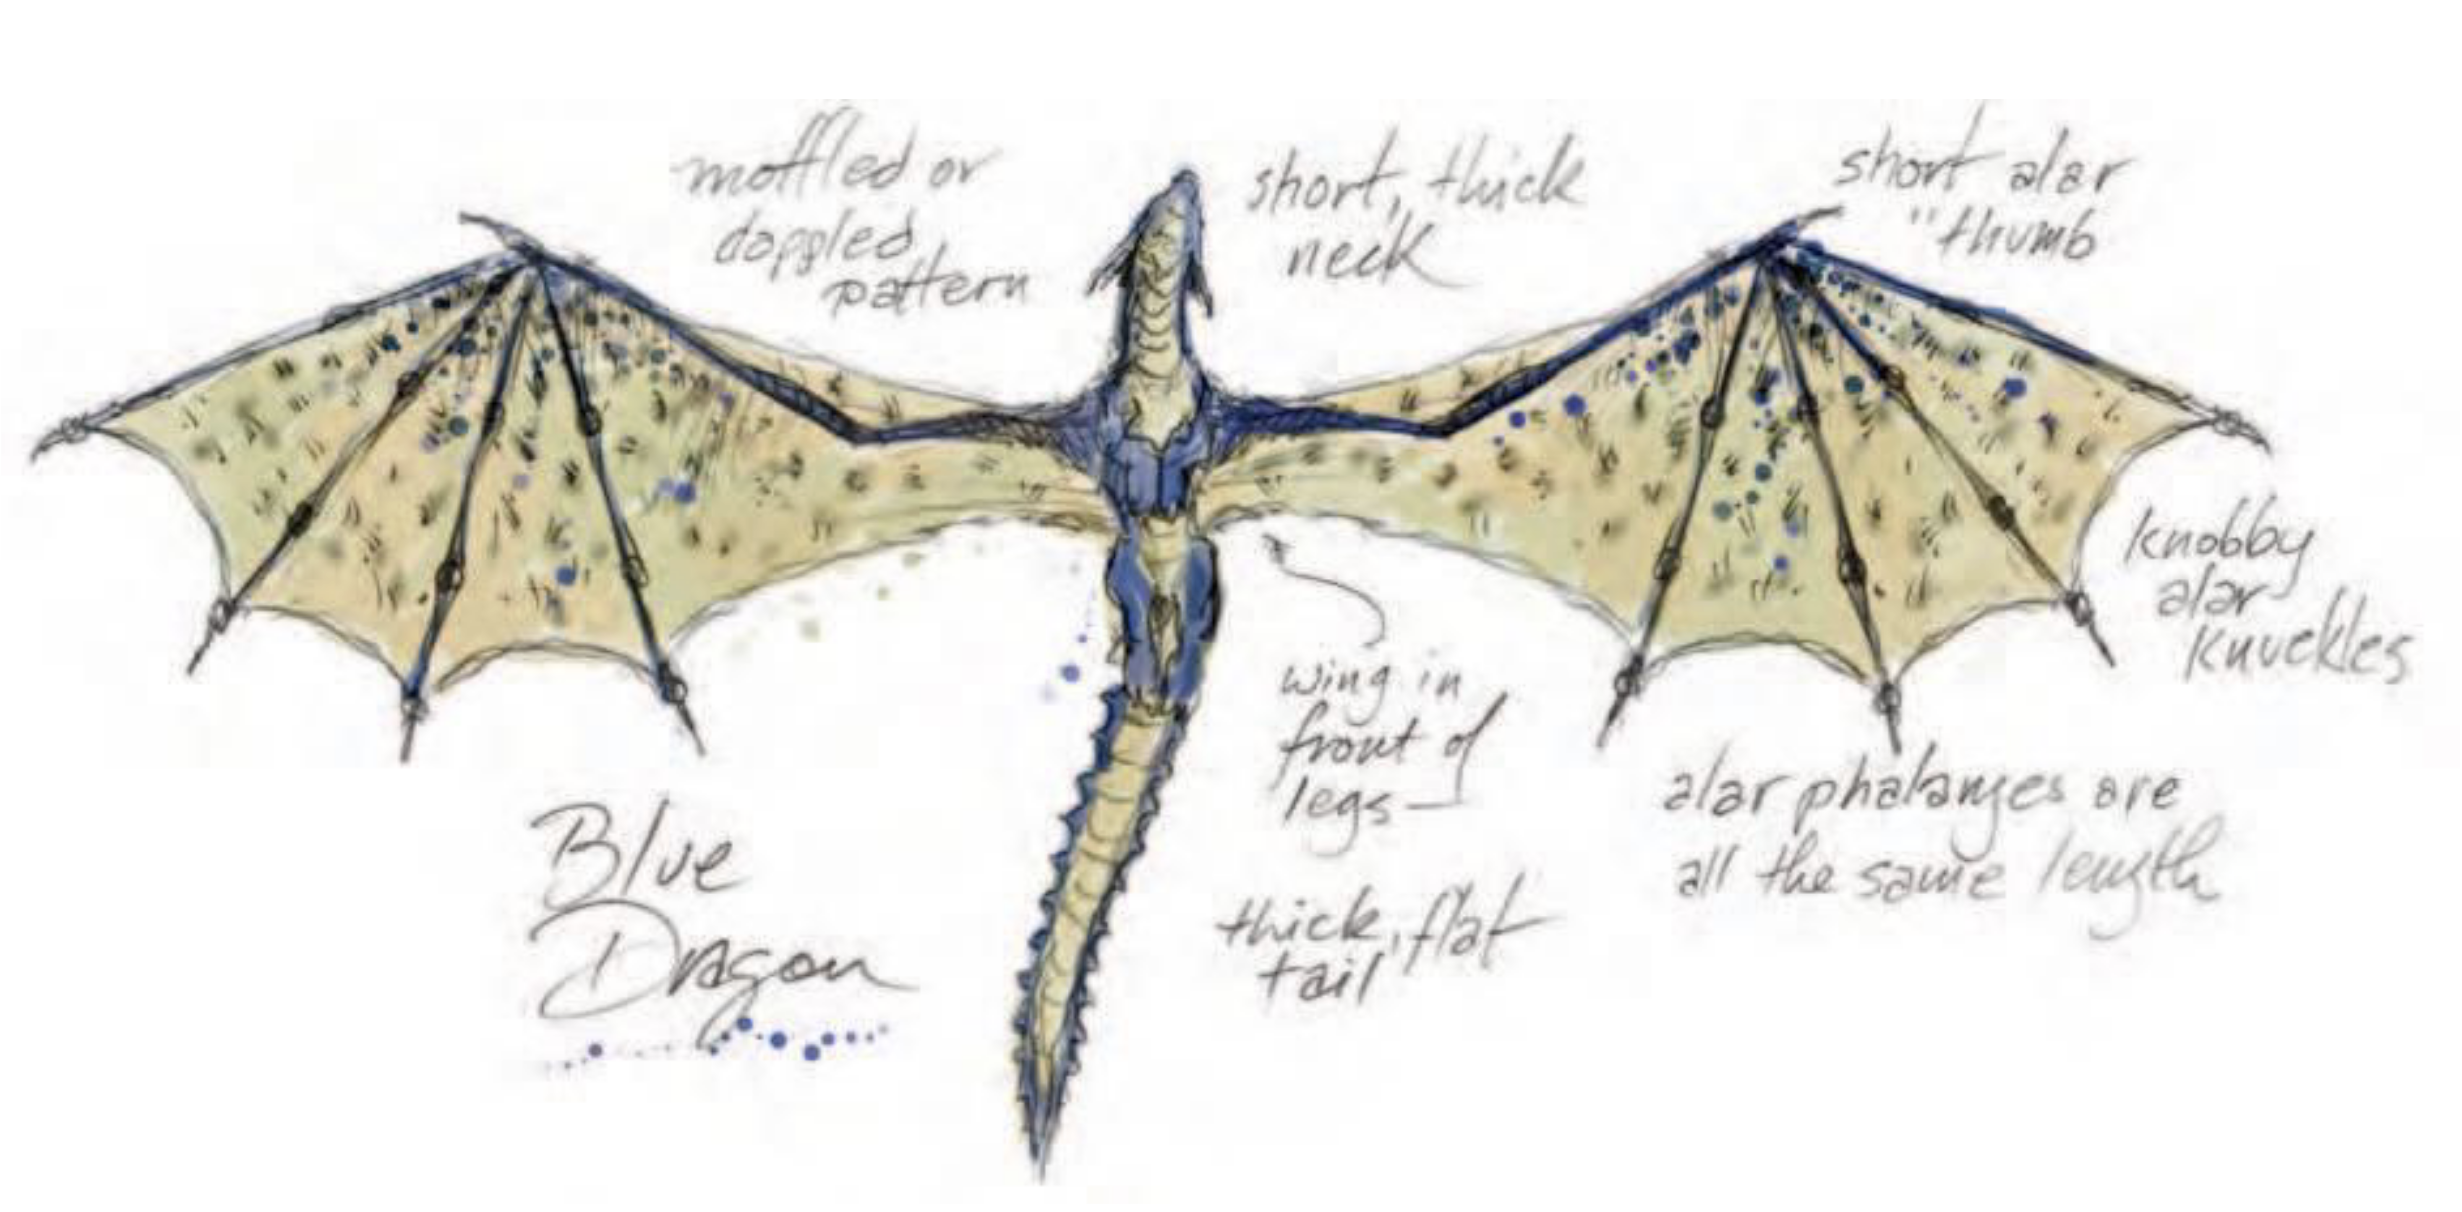 mottled or
dappled
pattern
short, thick
neck
short alar
"thumb
knobby
alar
knuckles
wing in
front of
legs
alar phalanges are
all the same length
thick, flat
tail
Blue
Dragon